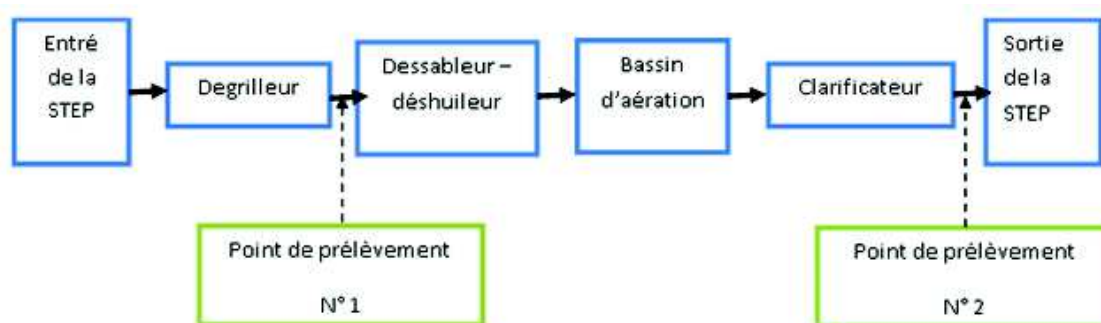 Entré
de la
STEP
Degrilleur
Dessableur –
déshuileur
Bassin
d'aération
Clarificateur
Sortie
de la
STEP
Point de prélèvement
N° 1
Point de prélèvement
N° 2